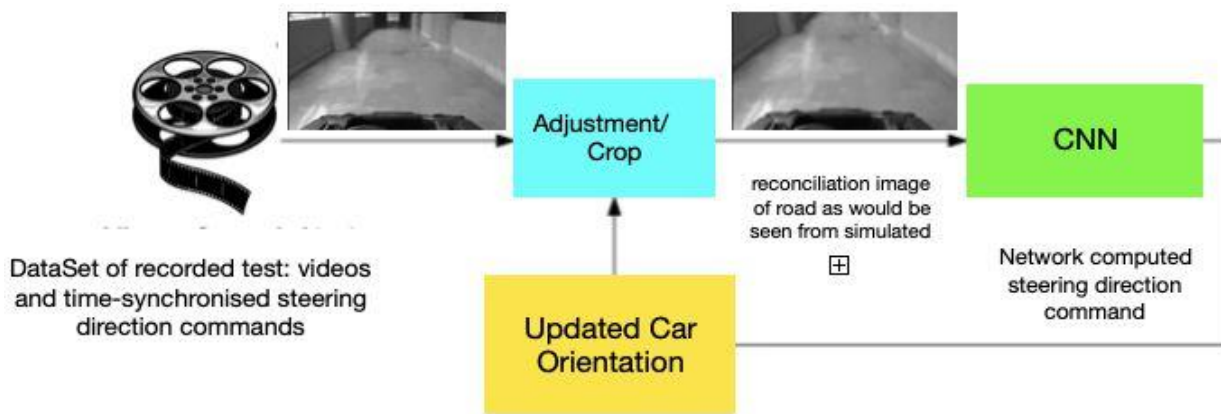 Adjustment/
Crop
CNN
reconciliation image
of road as would be
seen from simulated
DataSet of recorded test: videos
and time-synchronised steering
direction commands
Network computed
steering direction
command
Updated Car
Orientation